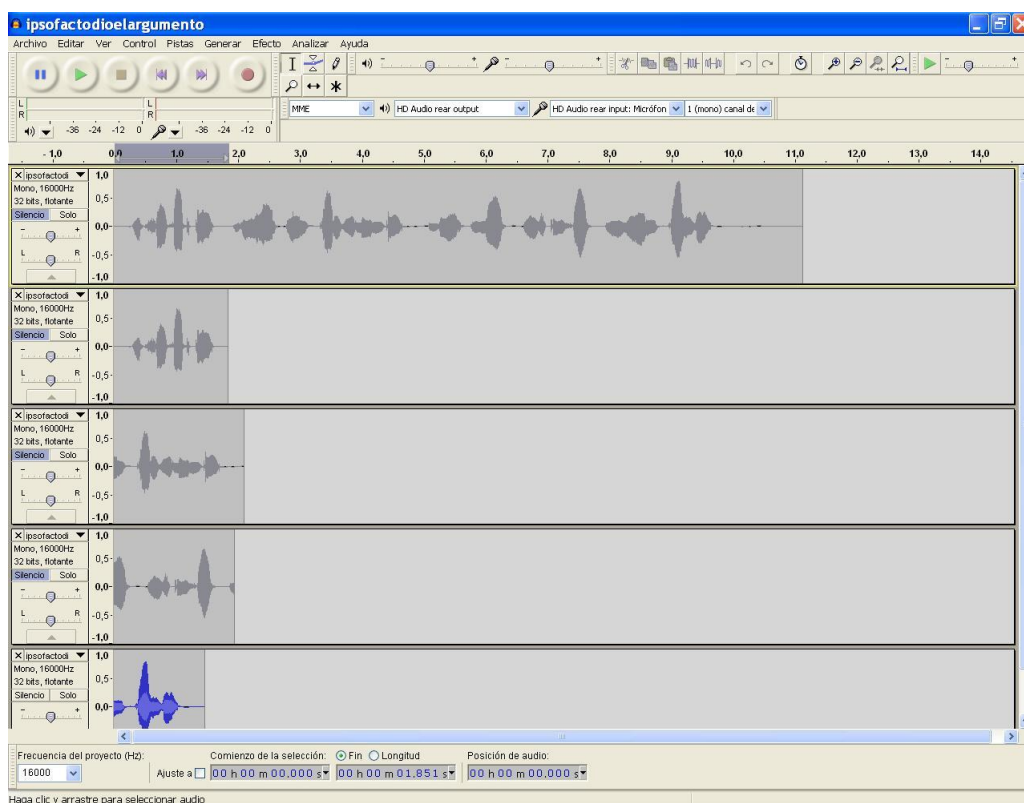 ipsofactodioelargumento
Archivo Editar Ver Control Pistas Generar Efecto Analizar Ayuda
L
R
L
R
-36 -24 -12 0
-36 -24 -12 0
MME
HD Audio rear output
HD Audio rear input: Micrófon
1 (mono) canal de
- 1,0 0,0 1,0 2,0 3,0 4,0 5,0 6,0 7,0 8,0 9,0 10,0 11,0 12,0 13,0 14,0
X ipsofactodi
Mono, 16000Hz
32 bits, flotante
Silencio Solo
- +
L R
1,0
0,5-
0,0-
-0,5-
-1,0
X ipsofactodi
Mono, 16000Hz
32 bits, flotante
Silencio Solo
- +
L R
1,0
0,5-
0,0-
-0,5-
-1,0
X ipsofactodi
Mono, 16000Hz
32 bits, flotante
Silencio Solo
- +
L R
1,0
0,5-
0,0-
-0,5-
-1,0
X ipsofactodi
Mono, 16000Hz
32 bits, flotante
Silencio Solo
- +
L R
1,0
0,5-
0,0-
-0,5-
-1,0
X ipsofactodi
Mono, 16000Hz
32 bits, flotante
Silencio Solo
- +
1,0
0,5-
0,0-
Frecuencia del proyecto (Hz):
16000
Ajuste a
Comienzo de la selección: Fin Longitud
00 h 00 m 00.000 s
00 h 00 m 01.851 s
Posición de audio:
00 h 00 m 00.000 s
Haga clic y arrastre para seleccionar audio